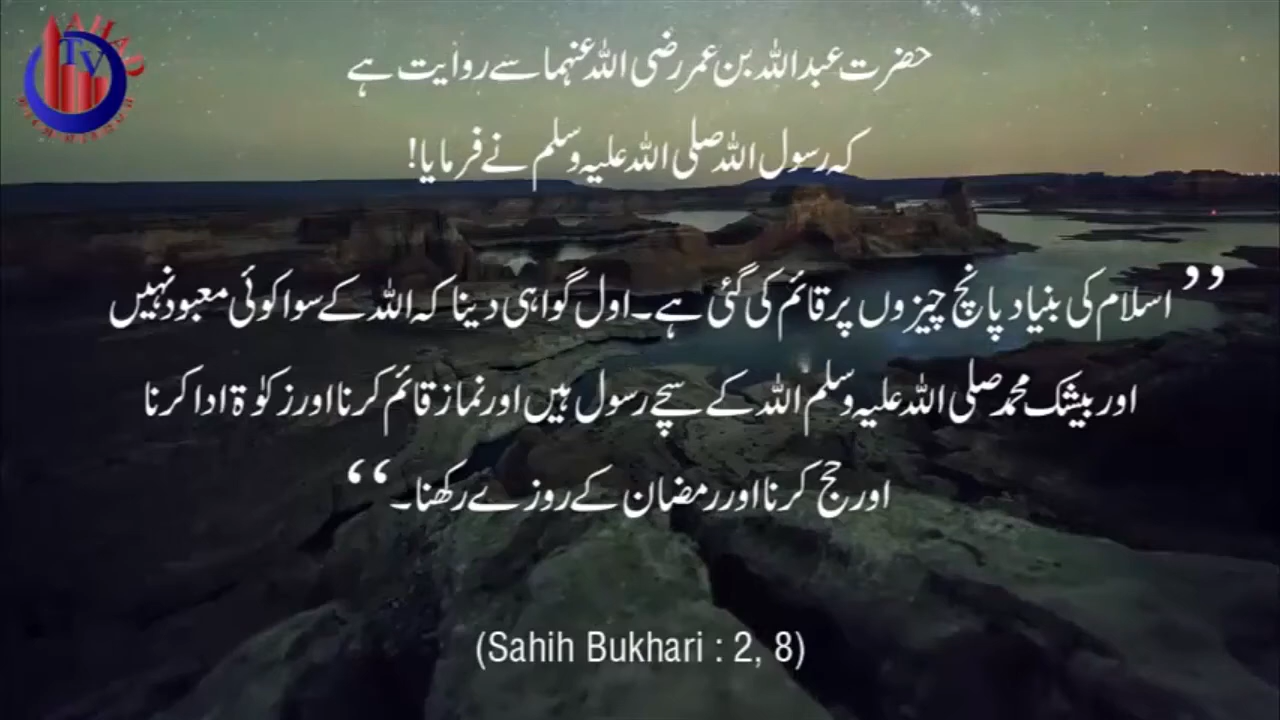 AHAD
TV
حضرت عبداللہ بن عمر رضی اللہ عنہما سے روایت ہے
کہ رسول اللہ صلی اللہ علیہ وسلم نے فرمایا!
”اسلام کی بنیاد پانچ چیزوں پر قائم کی گئی ہے۔ اول گواہی دینا کہ اللہ کے سوا کوئی معبود نہیں
اور بیشک محمد صلی اللہ علیہ وسلم اللہ کے سچے رسول ہیں اور نماز قائم کرنا اور زکوٰۃ ادا کرنا
اور حج کرنا اور رمضان کے روزے رکھنا۔“
(Sahih Bukhari : 2, 8)